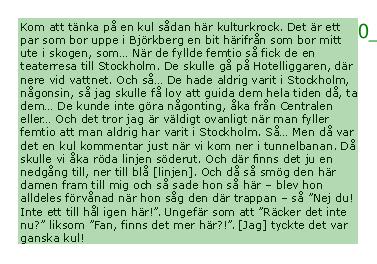 Kom att tänka på en kul sådan här kulturkrock. Det är ett
par som bor uppe i Björkberg en bit härifrån som bor mitt
ute i skogen, som... När de fyllde femtio så fick de en
teaterresa till Stockholm. De skulle gå på Hotelliggaren, där
nere vid vattnet. Och så... De hade aldrig varit i Stockholm,
någonsin, så jag skulle få lov att guida dem hela tiden då, ta
dem... De kunde inte göra någonting, åka från Centralen
eller... Och det tror jag är väldigt ovanligt när man fyller
femtio att man aldrig har varit i Stockholm. Så... Men då var
det en kul kommentar just när vi kom ner i tunnelbanan. Då
skulle vi åka röda linjen söderut. Och där finns det ju en
nedgång till, ner till blå [linjen]. Och då så smög den här
damen fram till mig och så sade hon så här – blev hon
alldeles förvånad när hon såg den där trappan – så ”Nej du!
Inte ett till hål igen här!”. Ungefär som att ”Räcker det inte
nu?” liksom ”Fan, finns det mer här?!”. [Jag] tyckte det var
ganska kul!